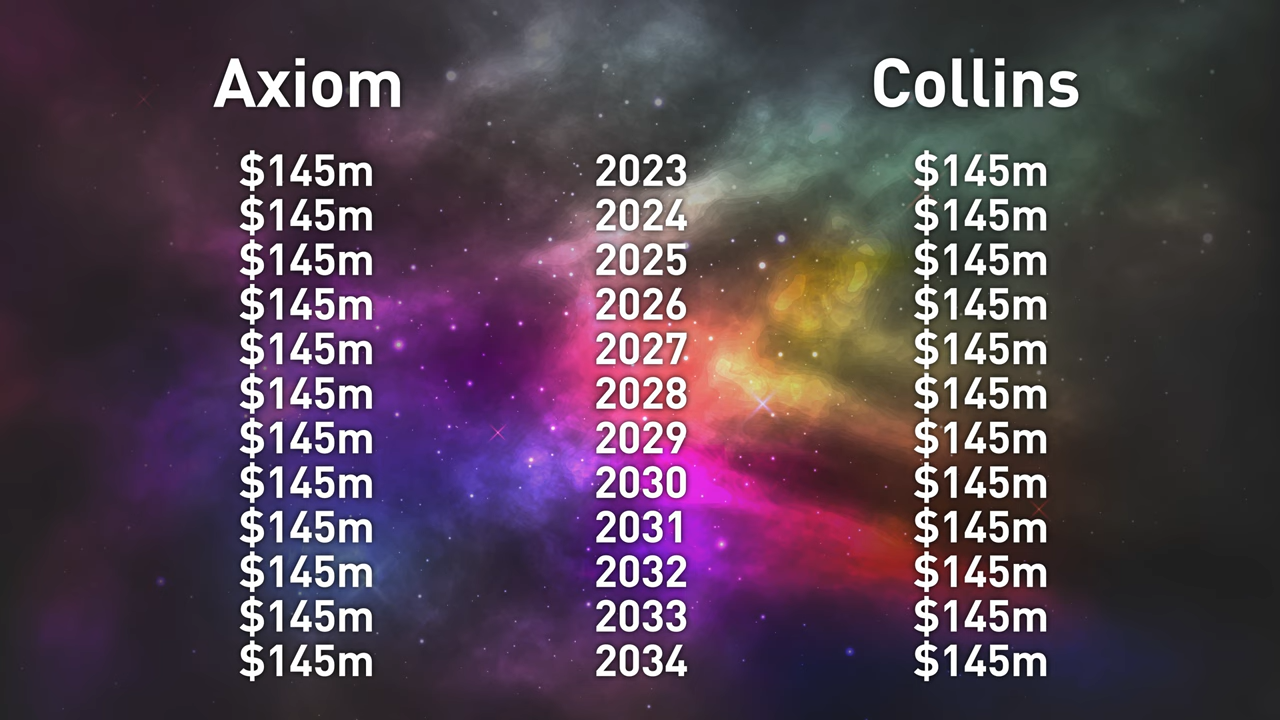 Axiom Collins
$145m 2023 $145m
$145m 2024 $145m
$145m 2025 $145m
$145m 2026 $145m
$145m 2027 $145m
$145m 2028 $145m
$145m 2029 $145m
$145m 2030 $145m
$145m 2031 $145m
$145m 2032 $145m
$145m 2033 $145m
$145m 2034 $145m